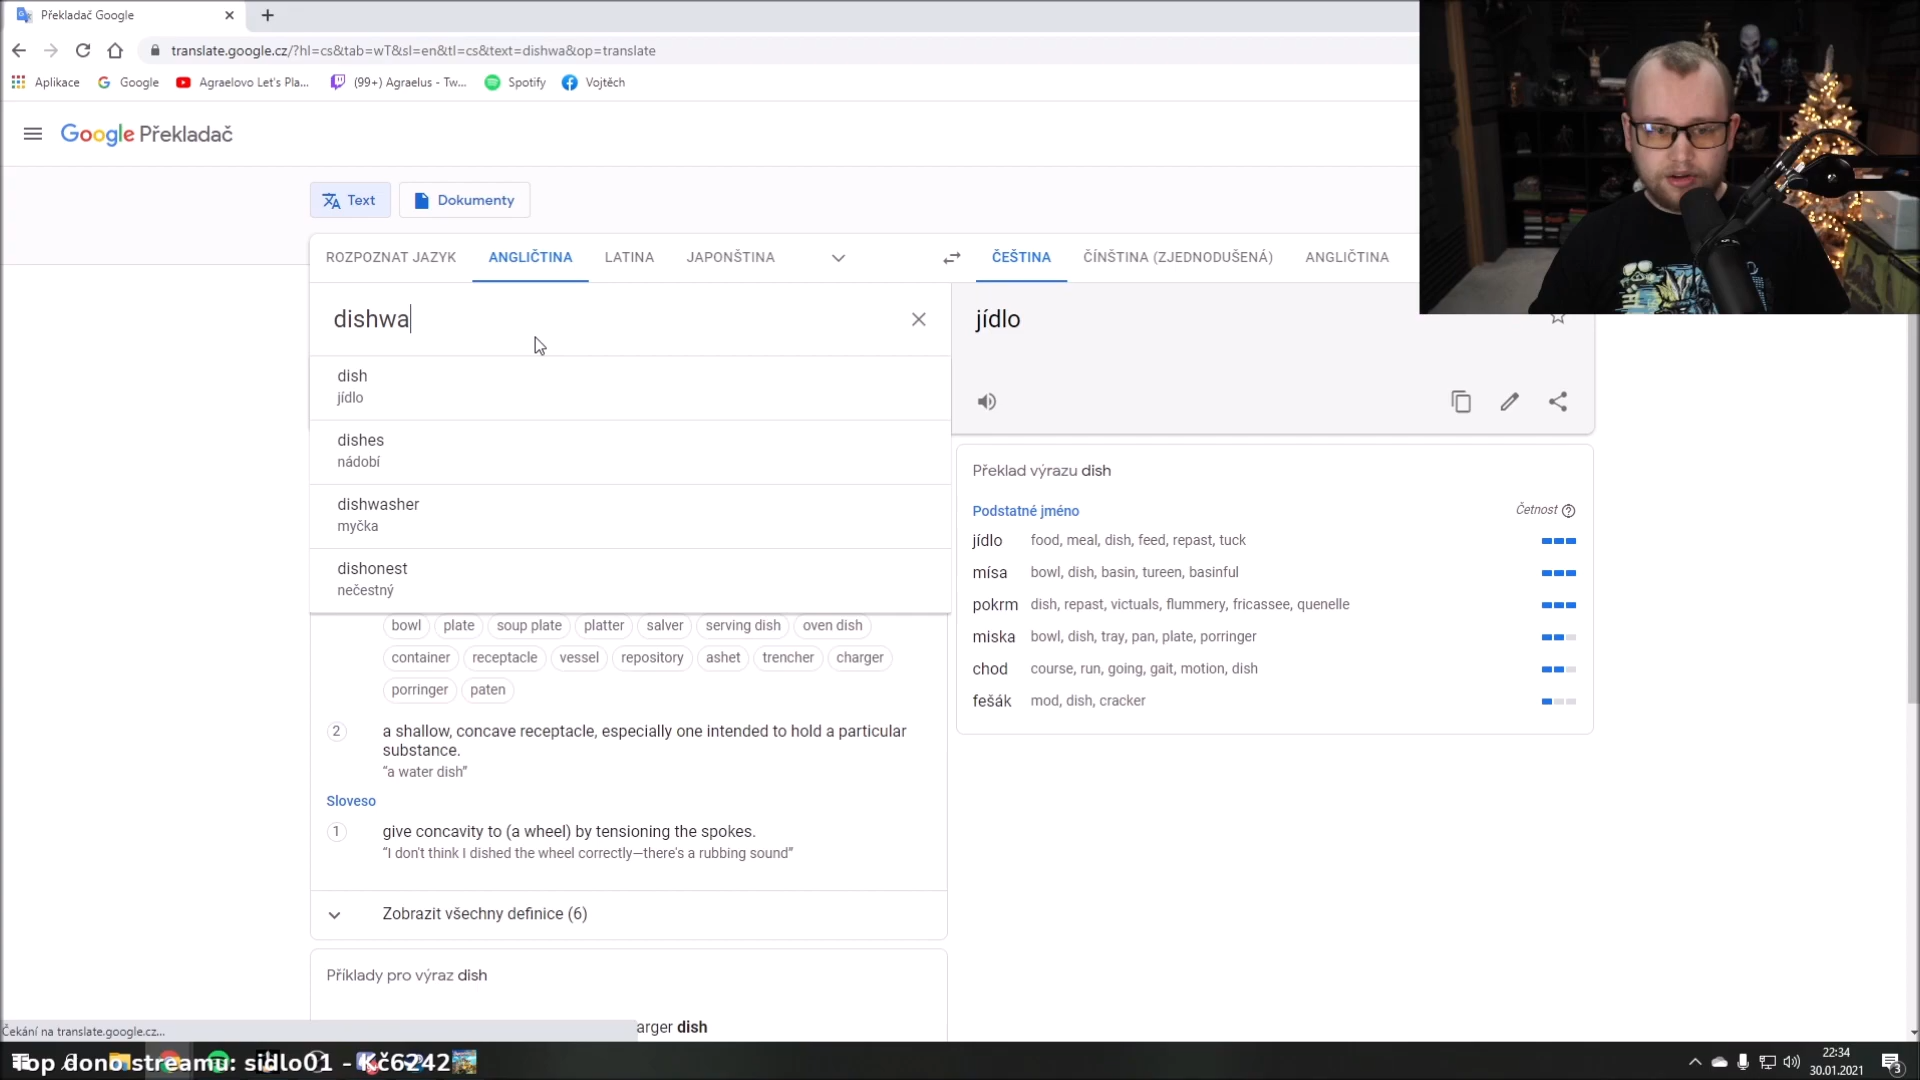 Překladač Google
translate.google.cz/?hl=cs&tab=wT&sl=en&tl=cs&text=dishwa&op=translate
Aplikace
Google
Agraelovo Let's Pla...
(99+) Agraelus - Tw...
Spotify
Vojtěch
Google Překladač
Text
Dokumenty
ROZPOZNAT JAZYK
ANGLIČTINA
LATINA
JAPONŠTINA
ČEŠTINA
ČÍNŠTINA (ZJEDNODUŠENÁ)
ANGLIČTINA
dishwa
jídlo
dish
jídlo
dishes
nádobí
dishwasher
myčka
dishonest
nečestný
bowl
plate
soup plate
platter
salver
serving dish
oven dish
container
receptacle
vessel
repository
ashet
trencher
charger
porringer
paten
2
a shallow, concave receptacle, especially one intended to hold a particular
substance.
“a water dish”
Sloveso
1
give concavity to (a wheel) by tensioning the spokes.
“I don't think I dished the wheel correctly—there's a rubbing sound”
Zobrazit všechny definice (6)
Příklady pro výraz dish
arger dish
Překlad výrazu dish
Podstatné jméno
Četnost
jídlo food, meal, dish, feed, repast, tuck
mísa bowl, dish, basin, tureen, basinful
pokrm dish, repast, victuals, flummery, fricassee, quenelle
miska bowl, dish, tray, pan, plate, porringer
chod course, run, going, gait, motion, dish
fešák mod, dish, cracker
Čekání na translate.google.cz...
Top dono streamu: sidlo01 - Kč6242
22:34
30.01.2021
3